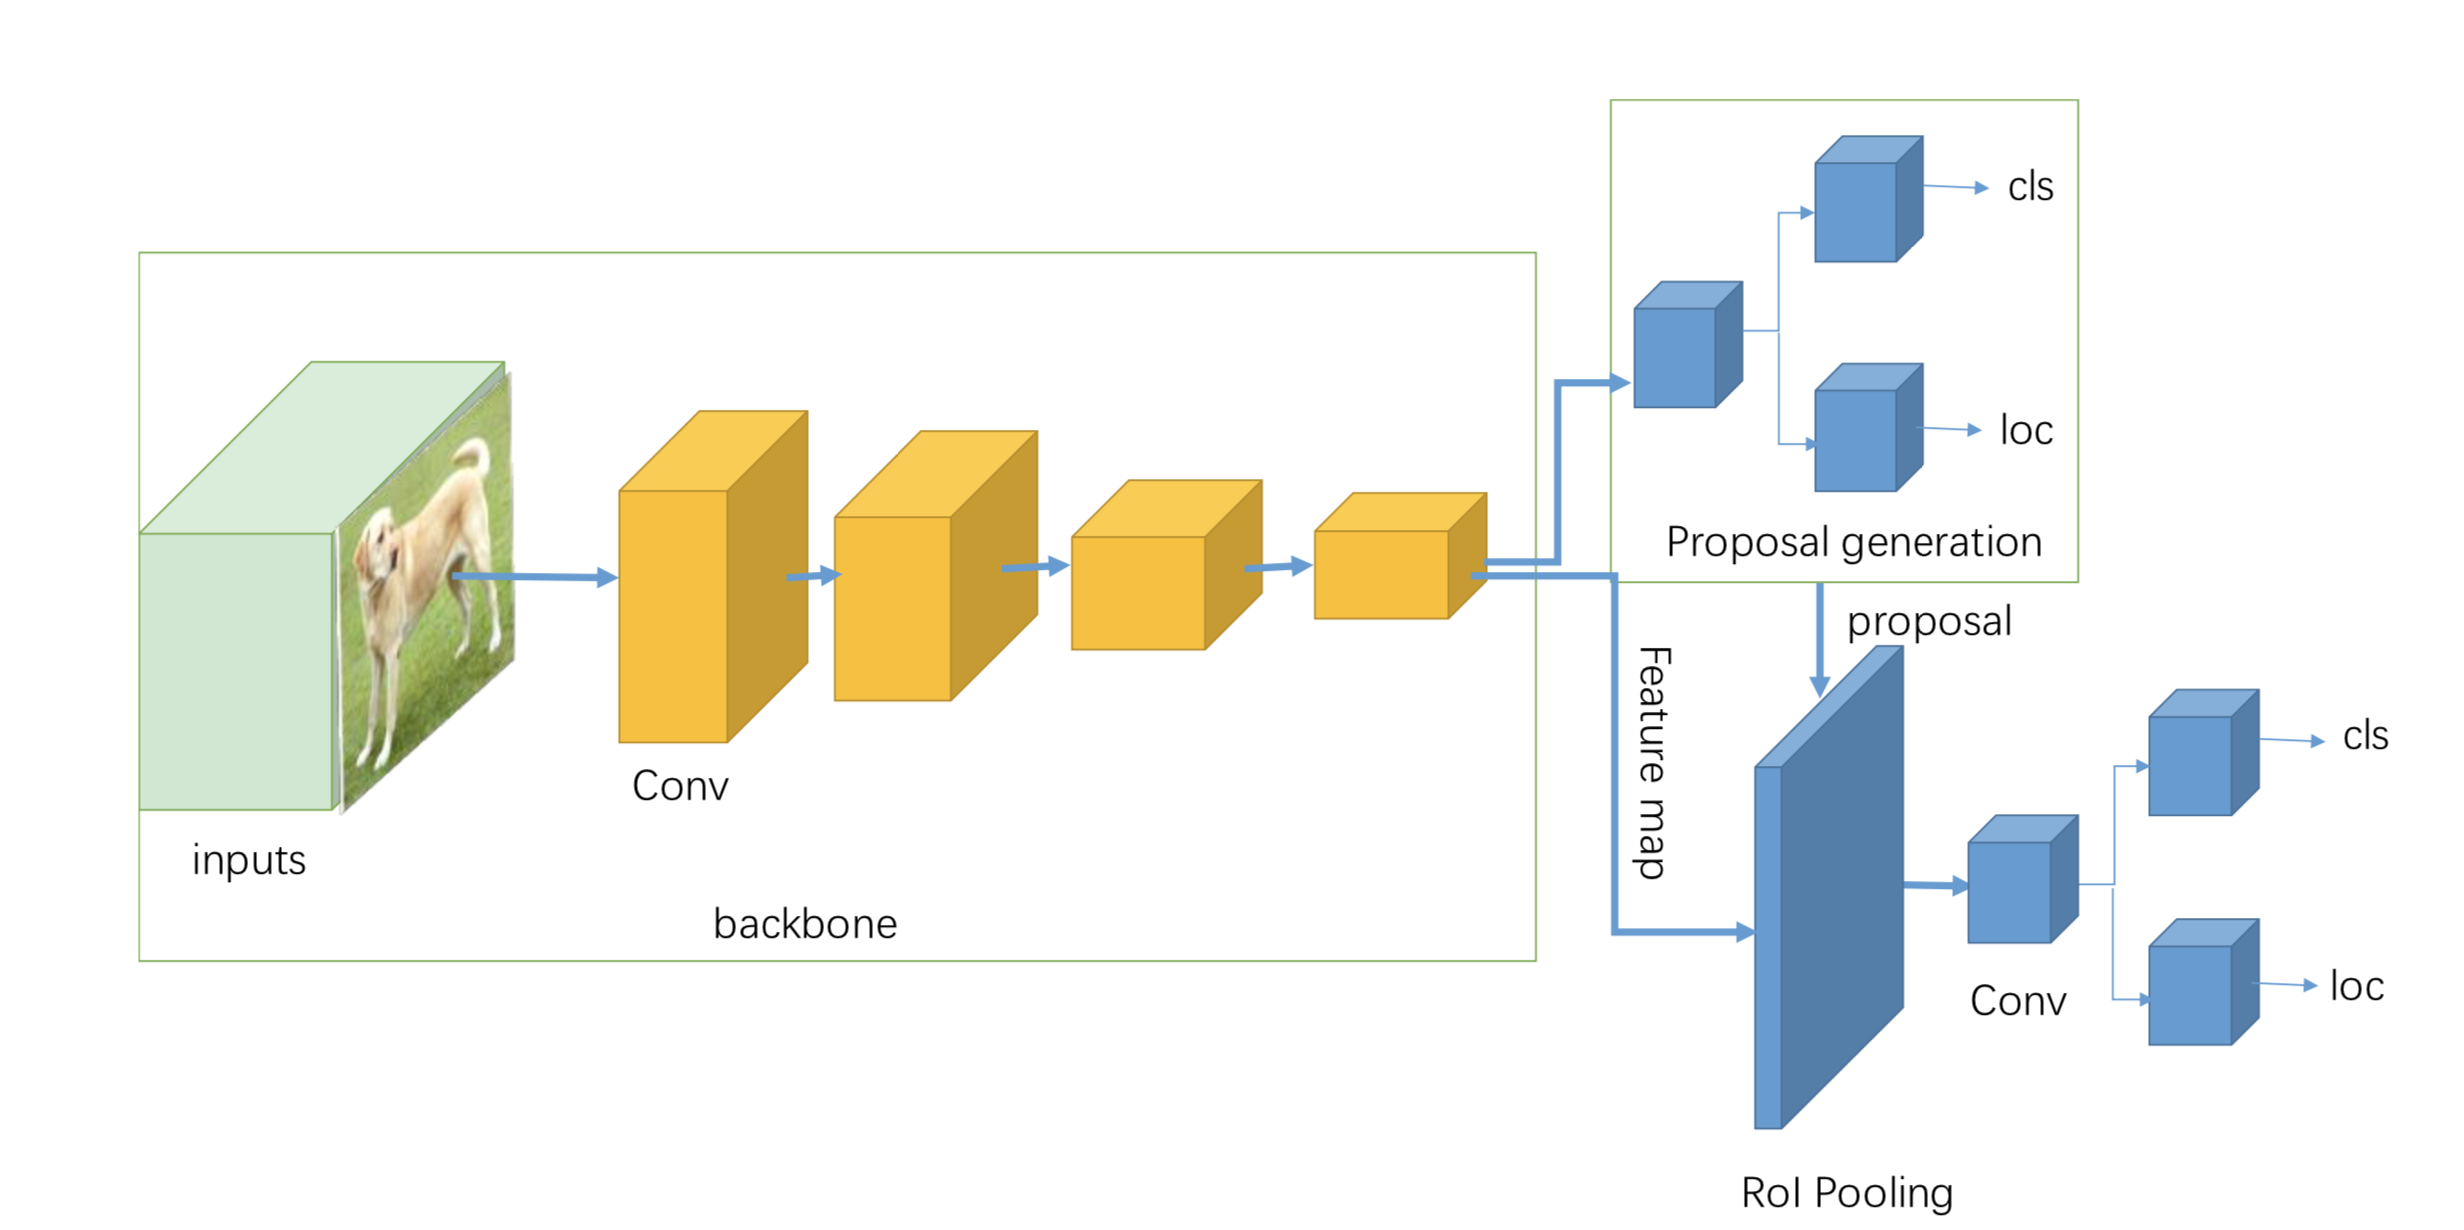 cls
loc
Proposal generation
proposal
Feature map
Conv
inputs
backbone
cls
Conv
loc
RoI Pooling